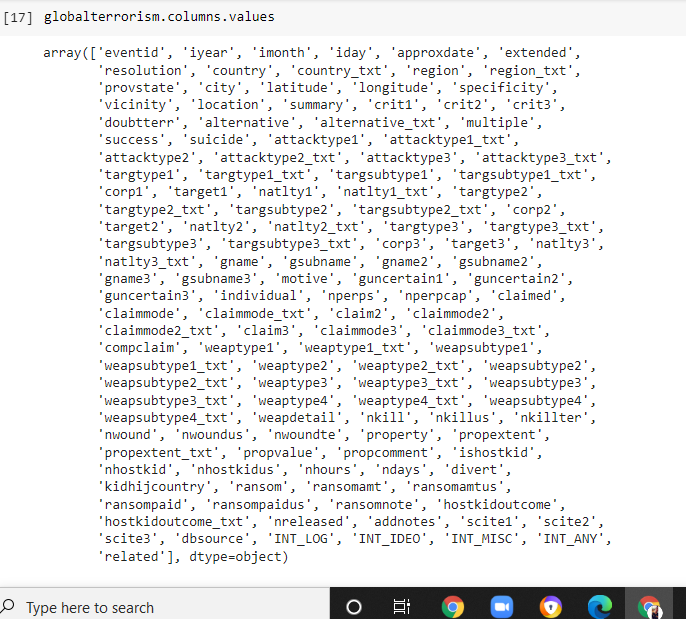 [17] globalterrorism.columns.values
array(['eventid', 'iyear', 'imonth', 'iday', 'approxdate', 'extended',
'resolution', 'country', 'country_txt', 'region', 'region_txt',
'provstate', 'city', 'latitude', 'longitude', 'specificity',
'vicinity', 'location', 'summary', 'crit1', 'crit2', 'crit3',
'doubtterr', 'alternative', 'alternative_txt', 'multiple',
'success', 'suicide', 'attacktype1', 'attacktype1_txt',
'attacktype2', 'attacktype2_txt', 'attacktype3', 'attacktype3_txt',
'targtype1', 'targtype1_txt', 'targsubtype1', 'targsubtype1_txt',
'corp1', 'target1', 'natlty1', 'natlty1_txt', 'targtype2',
'targtype2_txt', 'targsubtype2', 'targsubtype2_txt', 'corp2',
'target2', 'natlty2', 'natlty2_txt', 'targtype3', 'targtype3_txt',
'targsubtype3', 'targsubtype3_txt', 'corp3', 'target3', 'natlty3',
'natlty3_txt', 'gname', 'gsubname', 'gname2', 'gsubname2',
'gname3', 'gsubname3', 'motive', 'guncertain1', 'guncertain2',
'guncertain3', 'individual', 'nperps', 'nperpcap', 'claimed',
'claimmode', 'claimmode_txt', 'claim2', 'claimmode2',
'claimmode2_txt', 'claim3', 'claimmode3', 'claimmode3_txt',
'compclaim', 'weaptype1', 'weaptype1_txt', 'weapsubtype1',
'weapsubtype1_txt', 'weaptype2', 'weaptype2_txt', 'weapsubtype2',
'weapsubtype2_txt', 'weaptype3', 'weaptype3_txt', 'weapsubtype3',
'weapsubtype3_txt', 'weaptype4', 'weaptype4_txt', 'weapsubtype4',
'weapsubtype4_txt', 'weapdetail', 'nkill', 'nkillus', 'nkillter',
'nwound', 'nwoundus', 'nwoundte', 'property', 'propextent',
'propextent_txt', 'propvalue', 'propcomment', 'ishostkid',
'nhostkid', 'nhostkidus', 'nhours', 'ndays', 'divert',
'kidhijcountry', 'ransom', 'ransomamt', 'ransomamtus',
'ransompaid', 'ransompaidus', 'ransomnote', 'hostkidoutcome',
'hostkidoutcome_txt', 'nreleased', 'addnotes', 'scite1', 'scite2',
'scite3', 'dbsource', 'INT_LOG', 'INT_IDEO', 'INT_MISC', 'INT_ANY',
'related'], dtype=object)
Type here to search